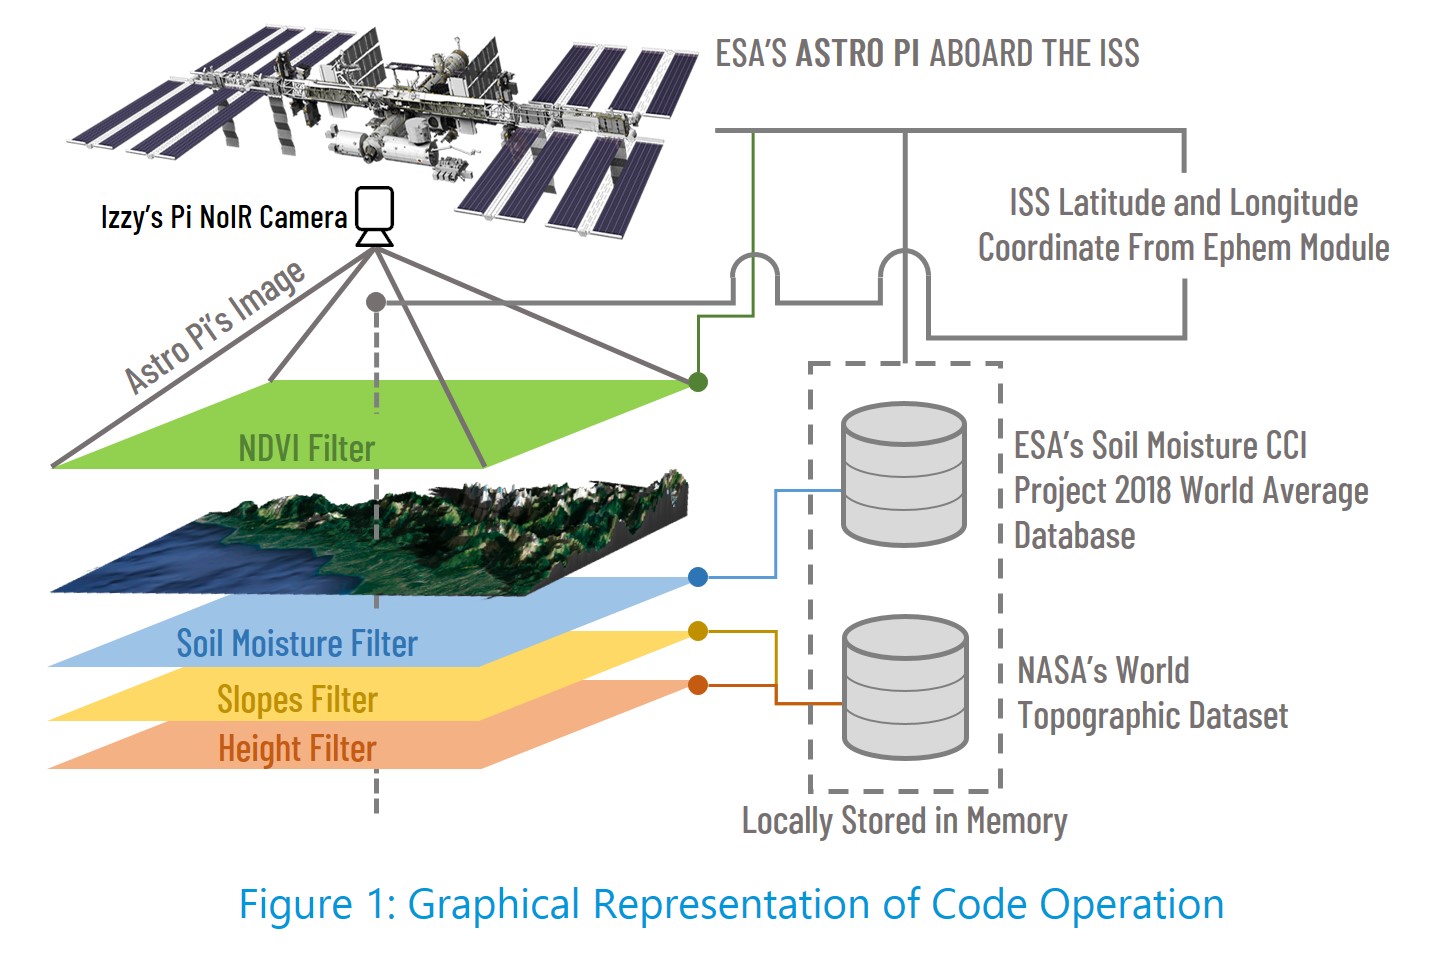 ESA'S ASTRO PI ABOARD THE ISS
Izzy's Pi NoIR Camera
ISS Latitude and Longitude
Coordinate From Ephem Module
Astro Pi's Image
NDVI Filter
ESA's Soil Moisture CCI
Project 2018 World Average
Database
Soil Moisture Filter
Slopes Filter
Height Filter
NASA's World
Topographic Dataset
Locally Stored in Memory
Figure 1: Graphical Representation of Code Operation